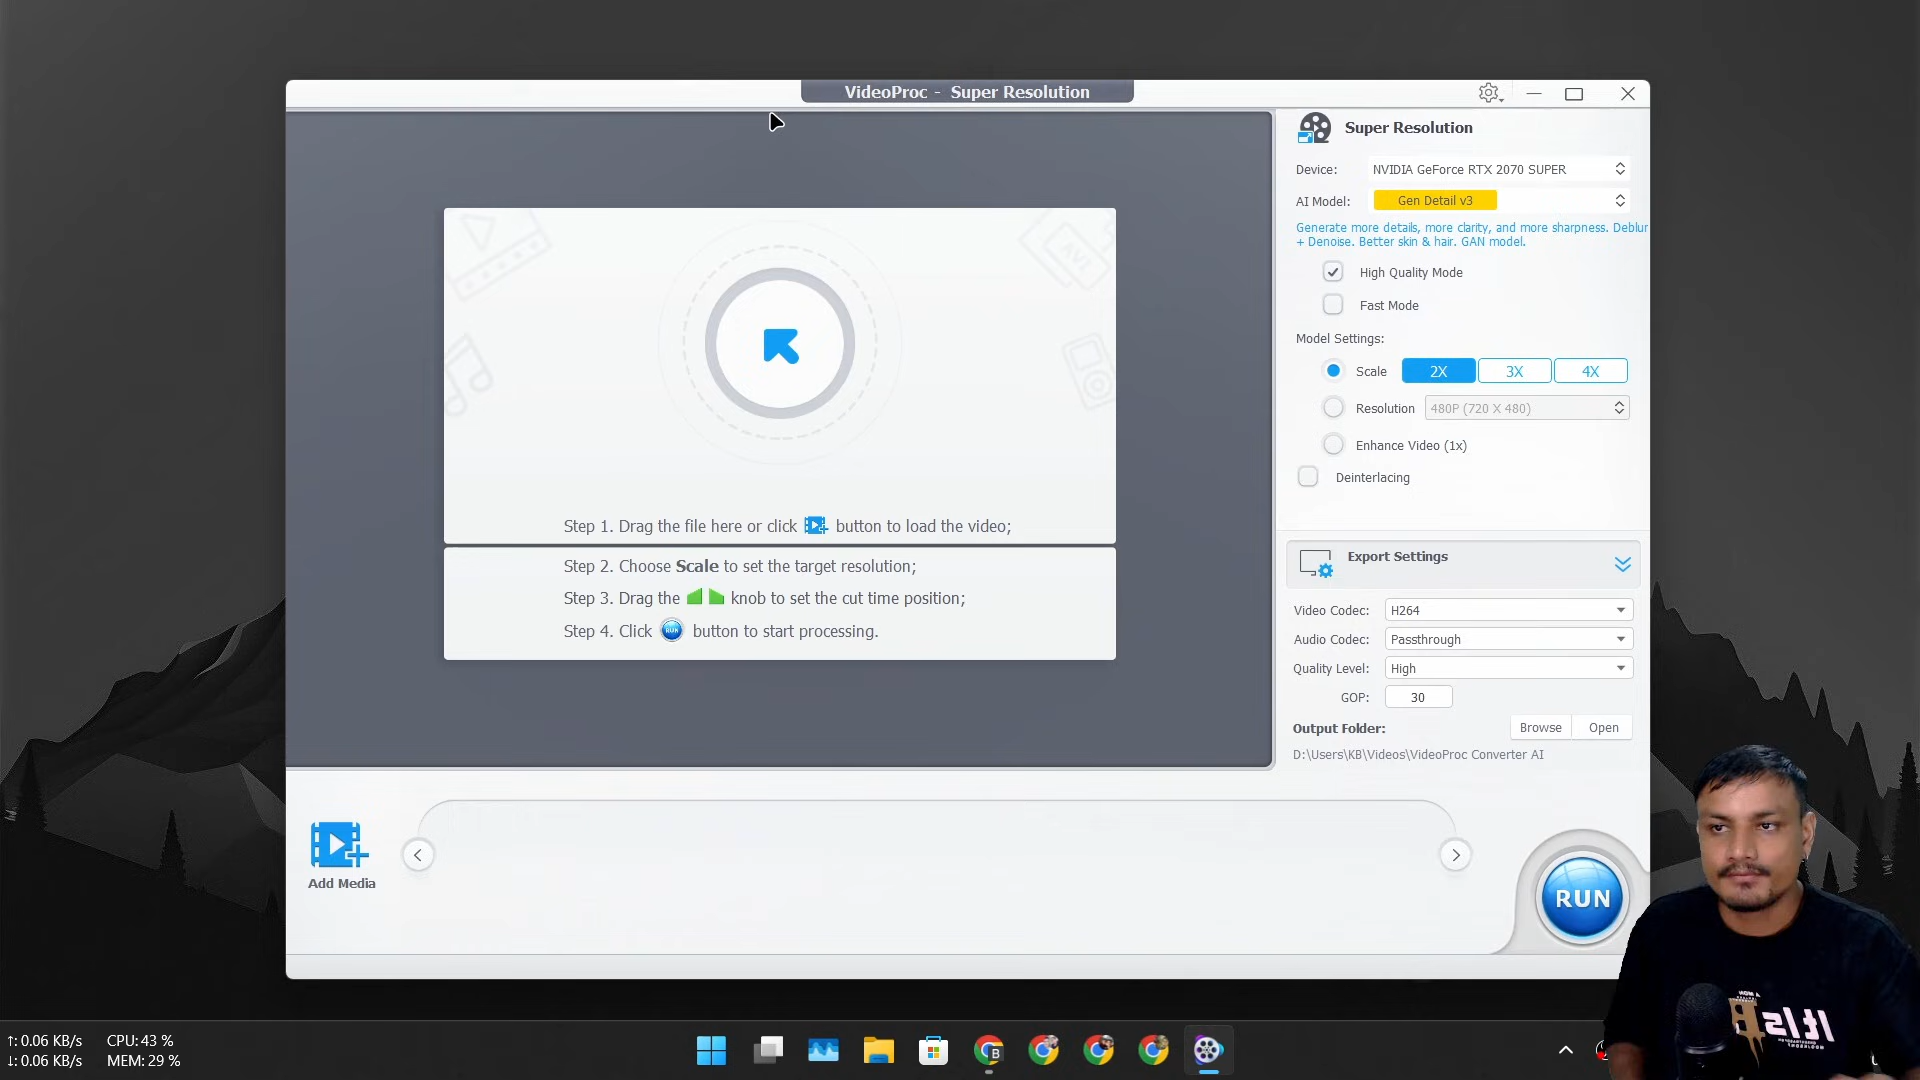 VideoProc - Super Resolution
Super Resolution
Device: NVIDIA GeForce RTX 2070 SUPER
AI Model: Gen Detail v3
Generate more details, more clarity, and more sharpness. Deblur
+ Denoise. Better skin & hair. GAN model.
High Quality Mode
Fast Mode
Model Settings:
Scale 2X 3X 4X
Resolution 480P (720 X 480)
Enhance Video (1x)
Deinterlacing
AVI
Step 1. Drag the file here or click button to load the video;
Step 2. Choose Scale to set the target resolution;
Step 3. Drag the knob to set the cut time position;
Step 4. Click RUN button to start processing.
Export Settings
Video Codec: H264
Audio Codec: Passthrough
Quality Level: High
GOP: 30
Output Folder: Browse Open
D:\Users\KB\Videos\VideoProc Converter AI
Add Media
RUN
↑: 0.06 KB/s CPU: 43 %
↓: 0.06 KB/s MEM: 29 %
B